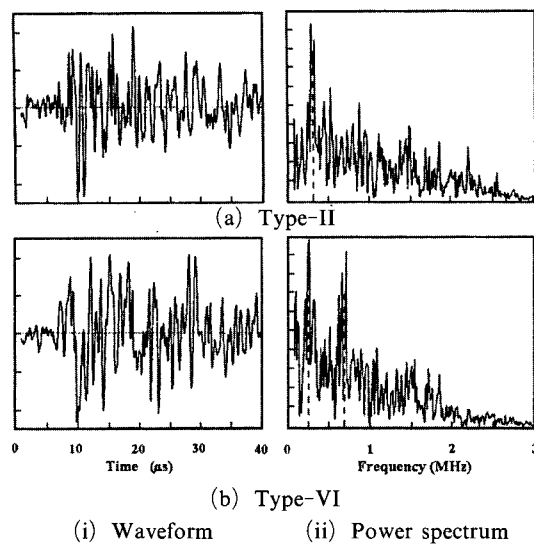 (a) Type-II
0 10 20 30 40
Time (µs)
0 1 2 3
Frequency (MHz)
(b) Type-VI
(i) Waveform (ii) Power spectrum